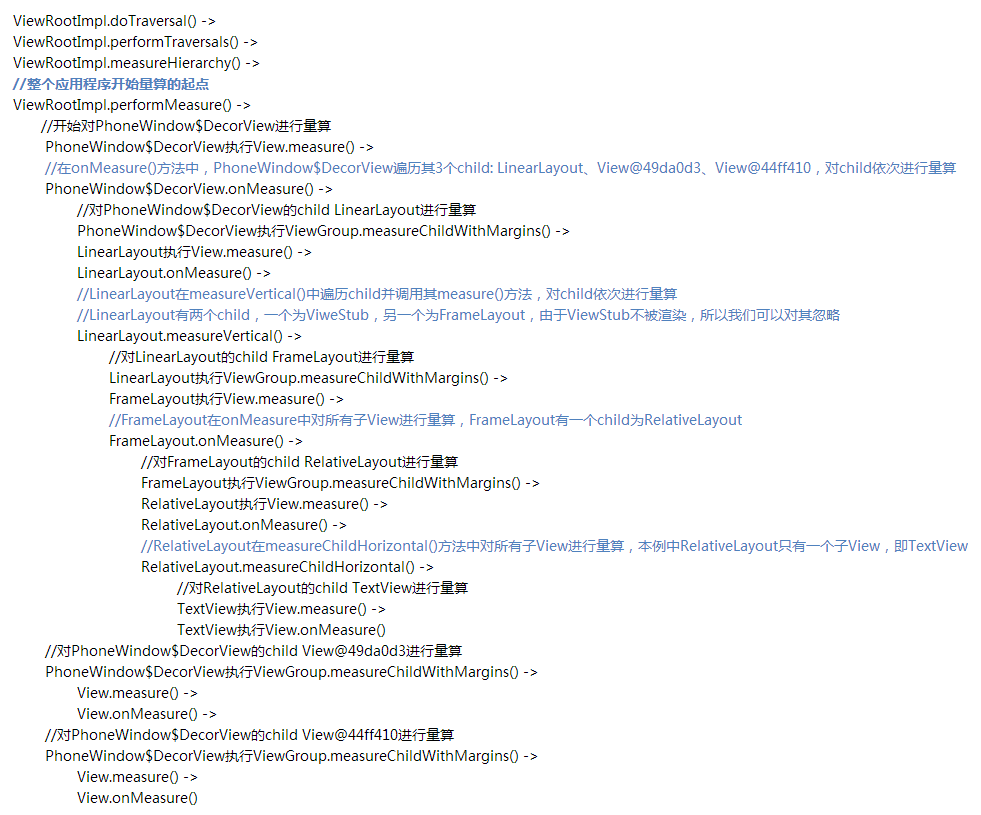 ViewRootImpl.doTraversal() ->
ViewRootImpl.performTraversals() ->
ViewRootImpl.measureHierarchy() ->
//整个应用程序开始量算的起点
ViewRootImpl.performMeasure() ->
//开始对PhoneWindow$DecorView进行量算
PhoneWindow$DecorView执行View.measure() ->
//在onMeasure()方法中，PhoneWindow$DecorView遍历其3个child: LinearLayout、View@49da0d3、View@44ff410，对child依次进行量算
PhoneWindow$DecorView.onMeasure() ->
//对PhoneWindow$DecorView的child LinearLayout进行量算
PhoneWindow$DecorView执行ViewGroup.measureChildWithMargins() ->
LinearLayout执行View.measure() ->
LinearLayout.onMeasure() ->
//LinearLayout在measureVertical()中遍历child并调用其measure()方法，对child依次进行量算
//LinearLayout有两个child，一个为ViweStub，另一个为FrameLayout，由于ViewStub不被渲染，所以我们可以对其忽略
LinearLayout.measureVertical() ->
//对LinearLayout的child FrameLayout进行量算
LinearLayout执行ViewGroup.measureChildWithMargins() ->
FrameLayout执行View.measure() ->
//FrameLayout在onMeasure中对所有子View进行量算，FrameLayout有一个child为RelativeLayout
FrameLayout.onMeasure() ->
//对FrameLayout的child RelativeLayout进行量算
FrameLayout执行ViewGroup.measureChildWithMargins() ->
RelativeLayout执行View.measure() ->
RelativeLayout.onMeasure() ->
//RelativeLayout在measureChildHorizontal()方法中对所有子View进行量算，本例中RelativeLayout只有一个子View，即TextView
RelativeLayout.measureChildHorizontal() ->
//对RelativeLayout的child TextView进行量算
TextView执行View.measure() ->
TextView执行View.onMeasure()
//对PhoneWindow$DecorView的child View@49da0d3进行量算
PhoneWindow$DecorView执行ViewGroup.measureChildWithMargins() ->
View.measure() ->
View.onMeasure() ->
//对PhoneWindow$DecorView的child View@44ff410进行量算
PhoneWindow$DecorView执行ViewGroup.measureChildWithMargins() ->
View.measure() ->
View.onMeasure()